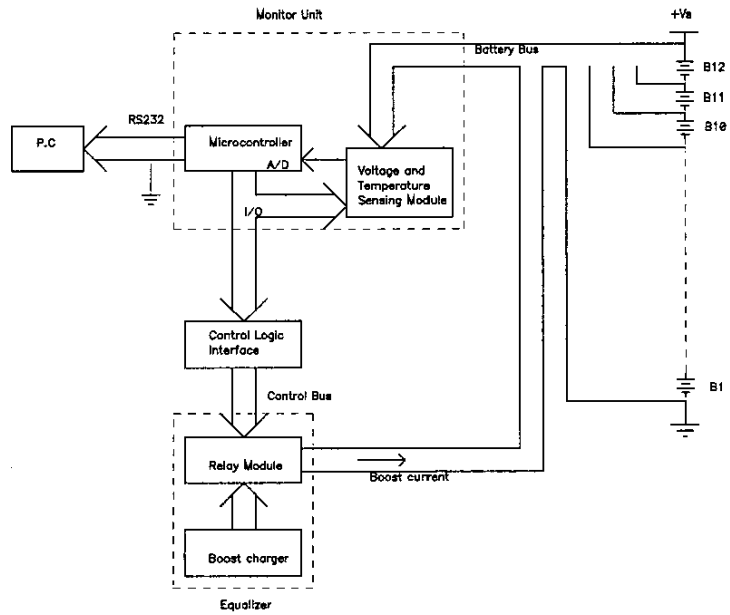 Monitor Unit
+Va
Battery Bus
B12
B11
B10
RS232
P.C
Microcontroller
A/D
I/O
Voltage and
Temperature
Sensing Module
Control Logic
Interface
B1
Control Bus
Relay Module
Boost current
Boost charger
Equalizer